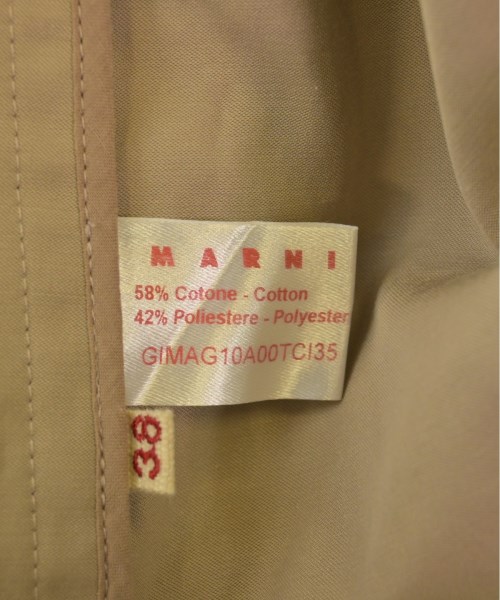 MARNI
58% Cotone - Cotton
42% Poliestere - Polyester
GIMAG10A00TCI35
38